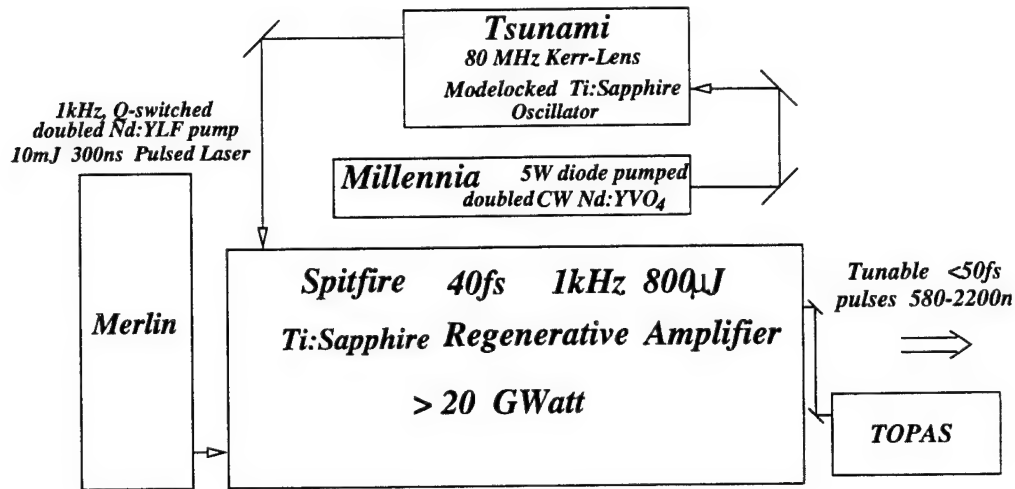 Tsunami
80 MHz Kerr-Lens
Modelocked Ti:Sapphire
Oscillator
1kHz, Q-switched
doubled Nd:YLF pump
10mJ 300ns Pulsed Laser
Millennia 5W diode pumped
doubled CW Nd:YVO₄
Merlin
Spitfire 40fs 1kHz 800μJ
Ti:Sapphire Regenerative Amplifier
> 20 GWatt
Tunable <50fs
pulses 580-2200n
TOPAS